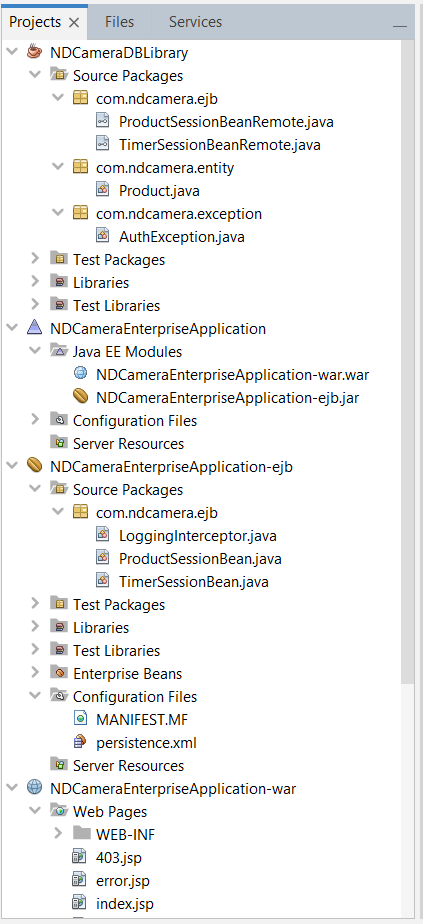 Projects Files Services
NDCameraDBLibrary
Source Packages
com.ndcamera.ejb
ProductSessionBeanRemote.java
TimerSessionBeanRemote.java
com.ndcamera.entity
Product.java
com.ndcamera.exception
AuthException.java
Test Packages
Libraries
Test Libraries
NDCameraEnterpriseApplication
Java EE Modules
NDCameraEnterpriseApplication-war.war
NDCameraEnterpriseApplication-ejb.jar
Configuration Files
Server Resources
NDCameraEnterpriseApplication-ejb
Source Packages
com.ndcamera.ejb
LoggingInterceptor.java
ProductSessionBean.java
TimerSessionBean.java
Test Packages
Libraries
Test Libraries
Enterprise Beans
Configuration Files
MANIFEST.MF
persistence.xml
Server Resources
NDCameraEnterpriseApplication-war
Web Pages
WEB-INF
403.jsp
error.jsp
index.jsp